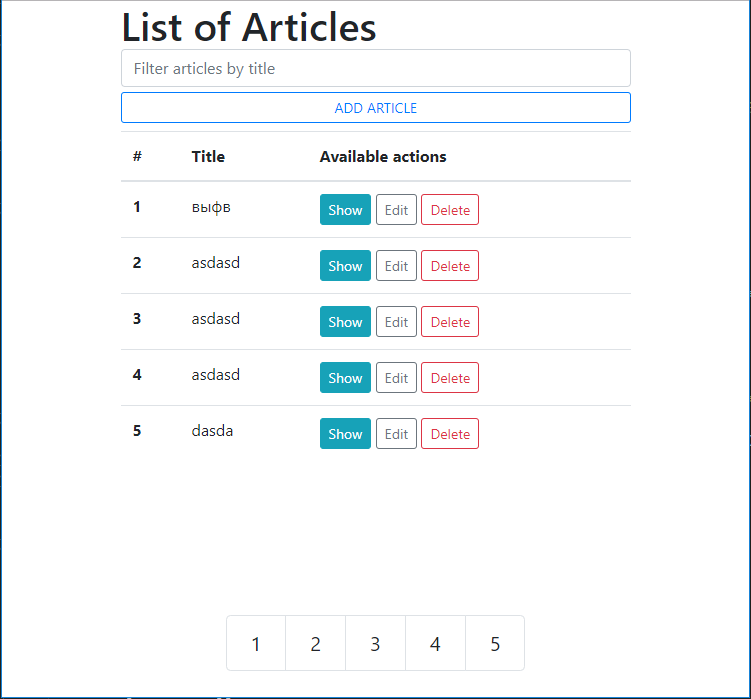 List of Articles
Filter articles by title
ADD ARTICLE
# Title Available actions
1 выфв Show Edit Delete
2 asdasd Show Edit Delete
3 asdasd Show Edit Delete
4 asdasd Show Edit Delete
5 dasda Show Edit Delete
1 2 3 4 5